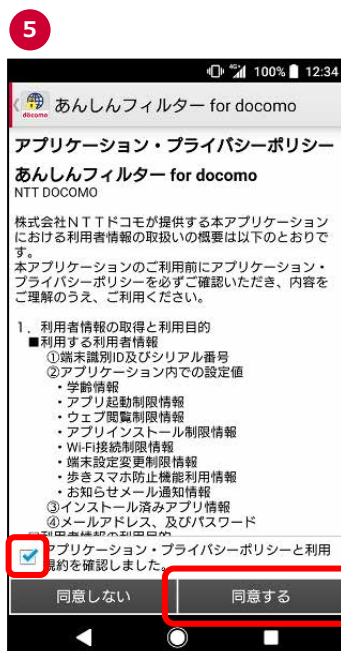 5
100% 12:34
docomo
あんしんフィルター for docomo
アプリケーション・プライバシーポリシー
あんしんフィルター for docomo
NTT DOCOMO
株式会社ＮＴＴドコモが提供する本アプリケーション
における利用者情報の取扱いの概要は以下のとおりで
す。
本アプリケーションのご利用前にアプリケーション・
プライバシーポリシーを必ずご確認いただき、内容を
ご理解のうえ、ご利用ください。
１．利用者情報の取得と利用目的
■利用する利用者情報
①端末識別ID及びシリアル番号
②アプリケーション内での設定値
・学齢情報
・アプリ起動制限情報
・ウェブ閲覧制限情報
・アプリインストール制限情報
・Wi-Fi接続制限情報
・端末設定変更制限情報
・歩きスマホ防止機能利用情報
・お知らせメール通知情報
③インストール済みアプリ情報
④メールアドレス、及びパスワード
アプリケーション・プライバシーポリシーと利用
規約を確認しました。
同意しない 同意する